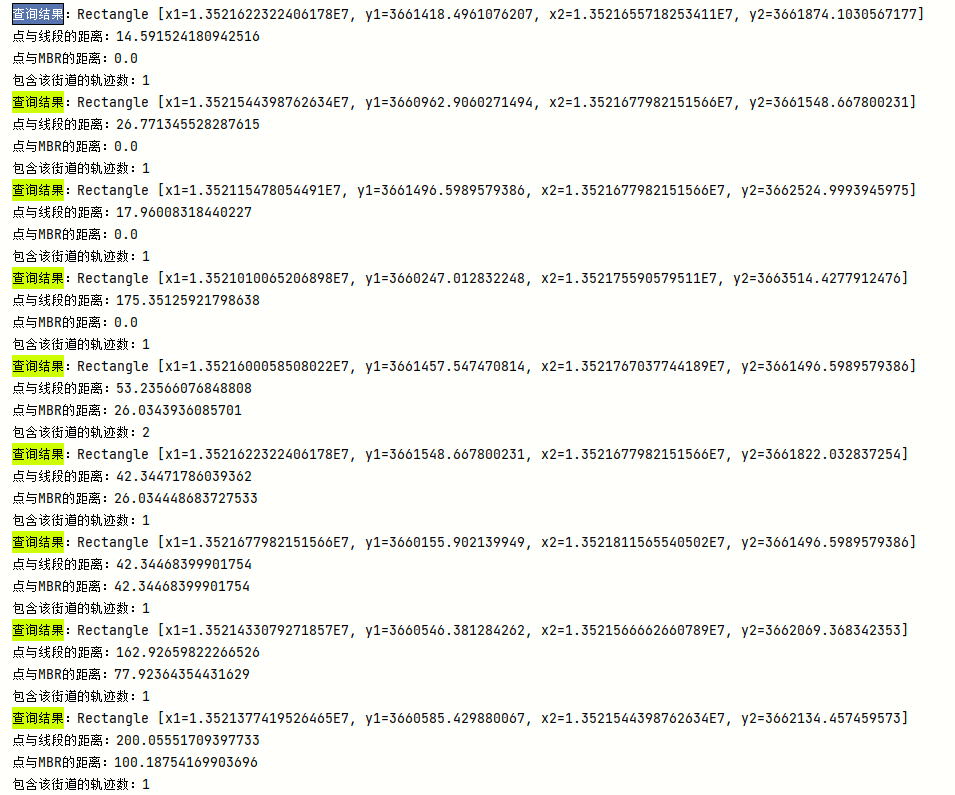 查询结果：Rectangle [x1=1.3521622322406178E7, y1=3661418.4961076207, x2=1.3521655718253411E7, y2=3661874.1030567177]
点与线段的距离：14.591524180942516
点与MBR的距离：0.0
包含该街道的轨迹数：1
查询结果：Rectangle [x1=1.3521544398762634E7, y1=3660962.9060271494, x2=1.3521677982151566E7, y2=3661548.667800231]
点与线段的距离：26.771345528287615
点与MBR的距离：0.0
包含该街道的轨迹数：1
查询结果：Rectangle [x1=1.352115478054491E7, y1=3661496.5989579386, x2=1.3521677982151566E7, y2=3662524.9993945975]
点与线段的距离：17.96008318440227
点与MBR的距离：0.0
包含该街道的轨迹数：1
查询结果：Rectangle [x1=1.3521010065206898E7, y1=3660247.012832248, x2=1.352175590579511E7, y2=3663514.4277912476]
点与线段的距离：175.35125921798638
点与MBR的距离：0.0
包含该街道的轨迹数：1
查询结果：Rectangle [x1=1.3521600058508022E7, y1=3661457.547470814, x2=1.3521767037744189E7, y2=3661496.5989579386]
点与线段的距离：53.23566076848808
点与MBR的距离：26.0343936085701
包含该街道的轨迹数：2
查询结果：Rectangle [x1=1.3521622322406178E7, y1=3661548.667800231, x2=1.3521677982151566E7, y2=3661822.032837254]
点与线段的距离：42.34471786039362
点与MBR的距离：26.034448683727533
包含该街道的轨迹数：1
查询结果：Rectangle [x1=1.3521677982151566E7, y1=3660155.902139949, x2=1.3521811565540502E7, y2=3661496.5989579386]
点与线段的距离：42.34468399901754
点与MBR的距离：42.34468399901754
包含该街道的轨迹数：1
查询结果：Rectangle [x1=1.3521433079271857E7, y1=3660546.381284262, x2=1.3521566662660789E7, y2=3662069.368342353]
点与线段的距离：162.92659822266526
点与MBR的距离：77.92364354431629
包含该街道的轨迹数：1
查询结果：Rectangle [x1=1.3521377419526465E7, y1=3660585.429880067, x2=1.3521544398762634E7, y2=3662134.457459573]
点与线段的距离：200.05551709397733
点与MBR的距离：100.18754169903696
包含该街道的轨迹数：1